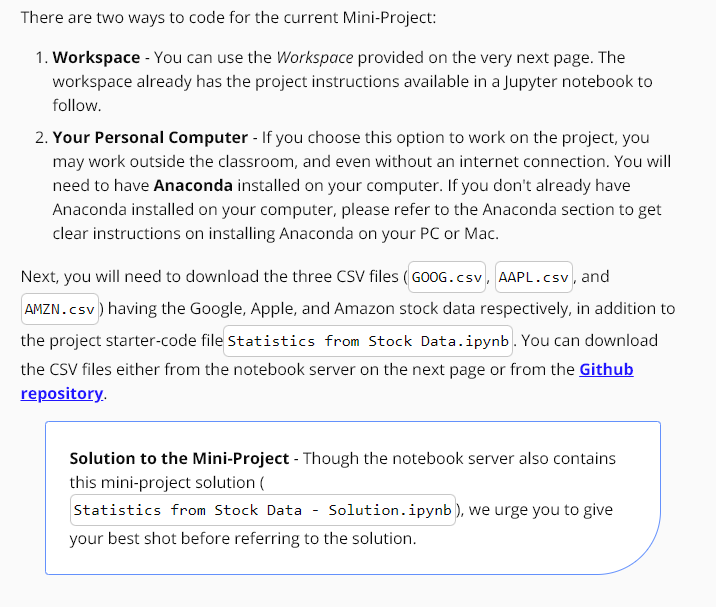 There are two ways to code for the current Mini-Project:
1. Workspace - You can use the Workspace provided on the very next page. The
workspace already has the project instructions available in a Jupyter notebook to
follow.
2. Your Personal Computer - If you choose this option to work on the project, you
may work outside the classroom, and even without an internet connection. You will
need to have Anaconda installed on your computer. If you don't already have
Anaconda installed on your computer, please refer to the Anaconda section to get
clear instructions on installing Anaconda on your PC or Mac.
Next, you will need to download the three CSV files ( GOOG.csv , AAPL.csv , and
AMZN.csv ) having the Google, Apple, and Amazon stock data respectively, in addition to
the project starter-code file Statistics from Stock Data.ipynb . You can download
the CSV files either from the notebook server on the next page or from the Github
repository.
Solution to the Mini-Project - Though the notebook server also contains
this mini-project solution (
Statistics from Stock Data - Solution.ipynb ), we urge you to give
your best shot before referring to the solution.